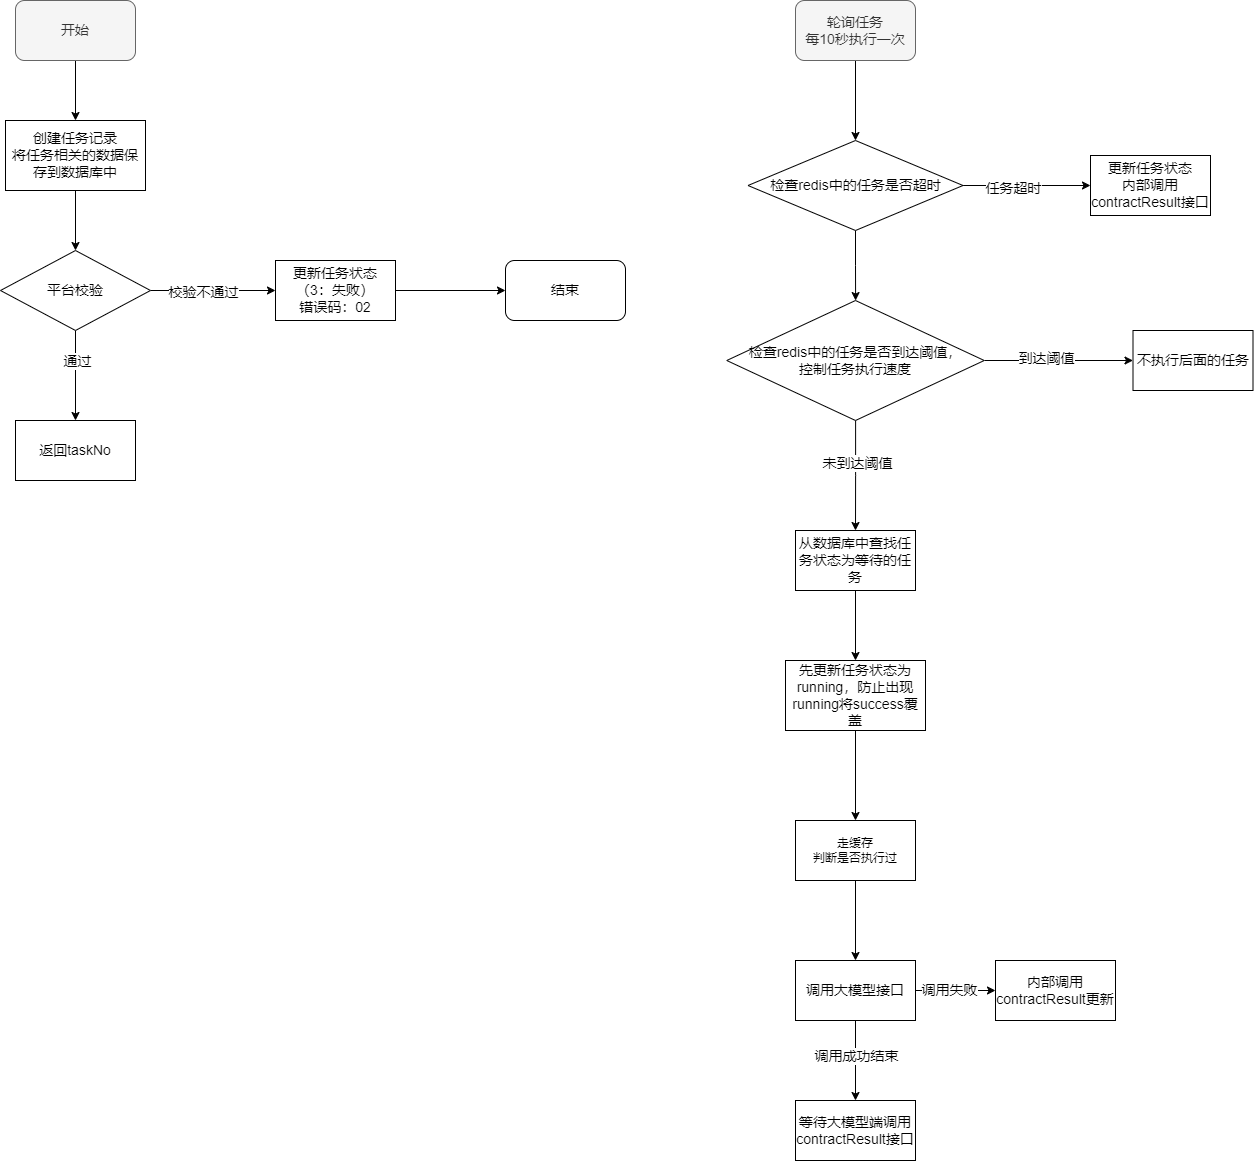 开始
创建任务记录
将任务相关的数据保
存到数据库中
平台校验
校验不通过
更新任务状态
（3：失败）
错误码：02
结束
通过
返回taskNo
轮询任务
每10秒执行一次
检查redis中的任务是否超时
任务超时
更新任务状态
内部调用
contractResult接口
检查redis中的任务是否到达阈值，
控制任务执行速度
到达阈值
不执行后面的任务
未到达阈值
从数据库中查找任
务状态为等待的任
务
先更新任务状态为
running，防止出现
running将success覆
盖
走缓存
判断是否执行过
调用大模型接口
调用失败
内部调用
contractResult更新
调用成功结束
等待大模型端调用
contractResult接口